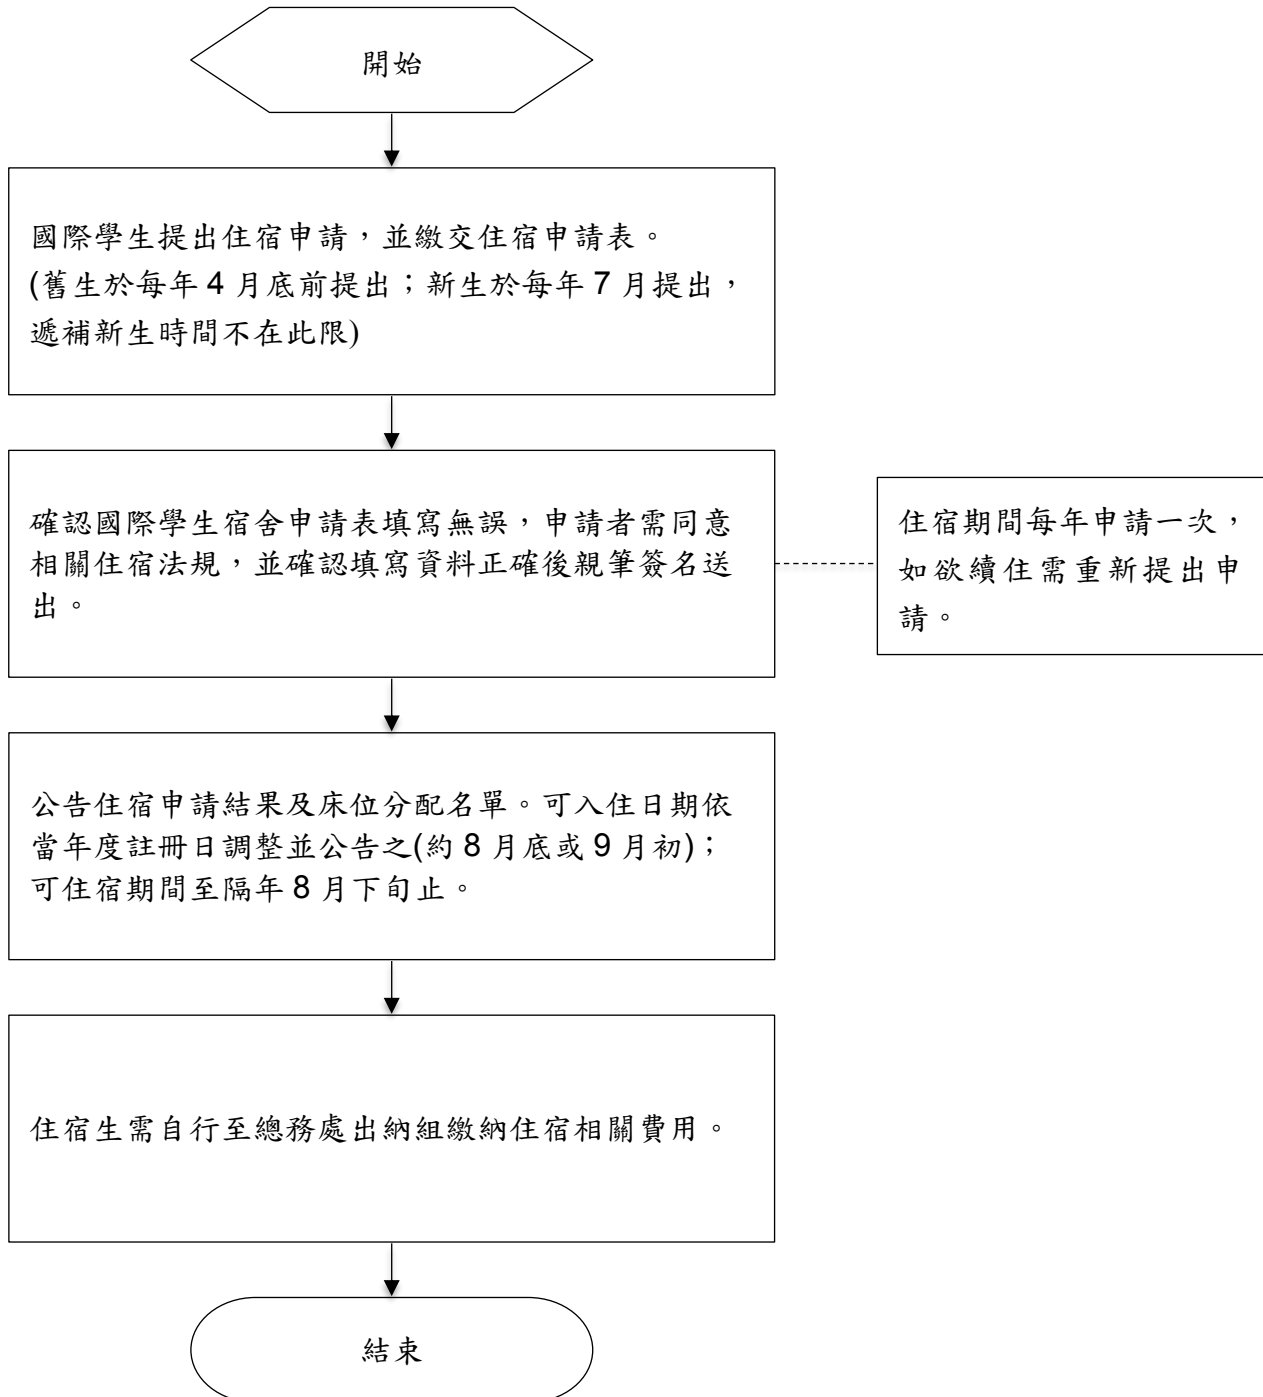 開始
國際學生提出住宿申請，並繳交住宿申請表。
(舊生於每年 4 月底前提出；新生於每年 7 月提出，
遞補新生時間不在此限)
確認國際學生宿舍申請表填寫無誤，申請者需同意
相關住宿法規，並確認填寫資料正確後親筆簽名送
出。
住宿期間每年申請一次，
如欲續住需重新提出申
請。
公告住宿申請結果及床位分配名單。可入住日期依
當年度註冊日調整並公告之(約 8 月底或 9 月初)；
可住宿期間至隔年 8 月下旬止。
住宿生需自行至總務處出納組繳納住宿相關費用。
結束